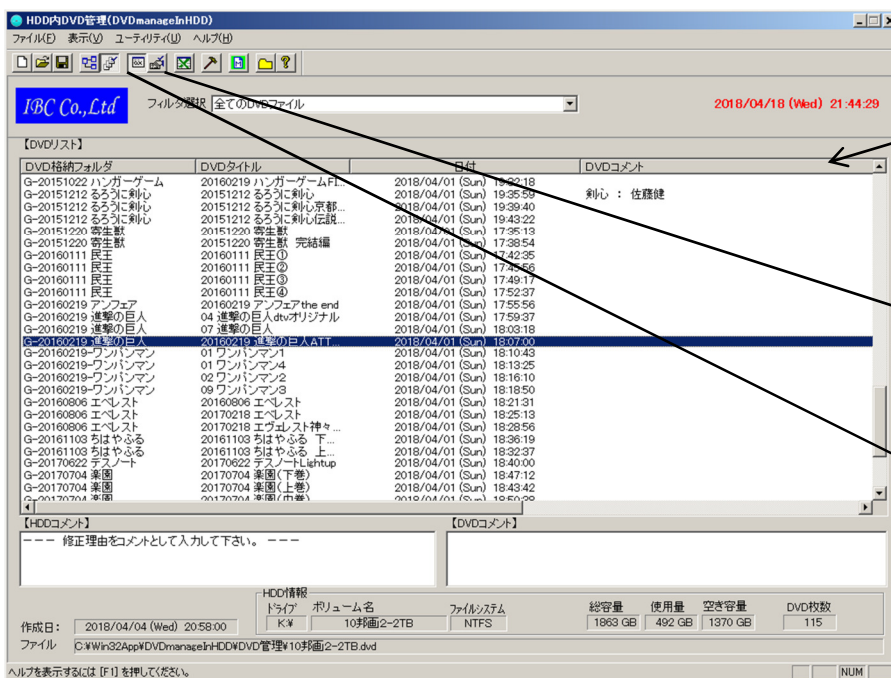 HDD内DVD管理(DVDmanageInHDD)
ファイル(F) 表示(V) ユーティリティ(U) ヘルプ(H)
IBC Co.,Ltd フィルタ選択 全てのDVDファイル 2018/04/18 (Wed) 21:44:29
【DVDリスト】
DVD格納フォルダ DVDタイトル 日付 DVDコメント
G-20151022 ハンガーゲーム 20160219 ハンガーゲームFI... 2018/04/01 (Sun) 19:32:18
G-20151212 るろうに剣心 20151212 るろうに剣心 2018/04/01 (Sun) 19:35:59 剣心 : 佐藤健
G-20151212 るろうに剣心 20151212 るろうに剣心京都... 2018/04/01 (Sun) 19:39:40
G-20151212 るろうに剣心 20151212 るろうに剣心伝説... 2018/04/01 (Sun) 19:43:22
G-20151220 寄生獣 20151220 寄生獣 2018/04/01 (Sun) 17:35:13
G-20151220 寄生獣 20151220 寄生獣 完結編 2018/04/01 (Sun) 17:38:54
G-20160111 民王 20160111 民王① 2018/04/01 (Sun) 17:42:35
G-20160111 民王 20160111 民王② 2018/04/01 (Sun) 17:45:56
G-20160111 民王 20160111 民王③ 2018/04/01 (Sun) 17:49:17
G-20160111 民王 20160111 民王④ 2018/04/01 (Sun) 17:52:37
G-20160219 アンフェア 20160219 アンフェアthe end 2018/04/01 (Sun) 17:55:56
G-20160219 進撃の巨人 04 進撃の巨人dtvオリジナル 2018/04/01 (Sun) 17:59:37
G-20160219 進撃の巨人 07 進撃の巨人 2018/04/01 (Sun) 18:03:18
G-20160219 進撃の巨人 20160219 進撃の巨人ATT... 2018/04/01 (Sun) 18:07:00
G-20160219-ワンパンマン 01 ワンパンマン1 2018/04/01 (Sun) 18:10:43
G-20160219-ワンパンマン 01 ワンパンマン4 2018/04/01 (Sun) 18:13:25
G-20160219-ワンパンマン 02 ワンパンマン2 2018/04/01 (Sun) 18:16:10
G-20160219-ワンパンマン 09 ワンパンマン3 2018/04/01 (Sun) 18:18:50
G-20160806 エベレスト 20160806 エベレスト 2018/04/01 (Sun) 18:21:31
G-20160806 エベレスト 20170218 エベレスト 2018/04/01 (Sun) 18:25:13
G-20160806 エベレスト 20170218 エヴェレスト神々... 2018/04/01 (Sun) 18:28:56
G-20161103 ちはやふる 20161103 ちはやふる 下... 2018/04/01 (Sun) 18:36:19
G-20161103 ちはやふる 20161103 ちはやふる 上... 2018/04/01 (Sun) 18:32:37
G-20170622 デスノート 20170622 デスノートLightup 2018/04/01 (Sun) 18:40:00
G-20170704 楽園 20170704 楽園(下巻) 2018/04/01 (Sun) 18:47:12
G-20170704 楽園 20170704 楽園(上巻) 2018/04/01 (Sun) 18:43:42
G-20170704 楽園 20170704 楽園(中巻) 2018/04/01 (Sun) 18:50:38
【HDDコメント】 【DVDコメント】
--- 修正理由をコメントとして入力して下さい。 ---
HDD情報
ドライブ ボリューム名 ファイルシステム 総容量 使用量 空き容量 DVD枚数
作成日: 2018/04/04 (Wed) 20:58:00 K:¥ 10邦画2-2TB NTFS 1863 GB 492 GB 1370 GB 115
ファイル C:¥Win32App¥DVDmanageInHDD¥DVD管理¥10邦画2-2TB.dvd
ヘルプを表示するには [F1] を押してください。 NUM